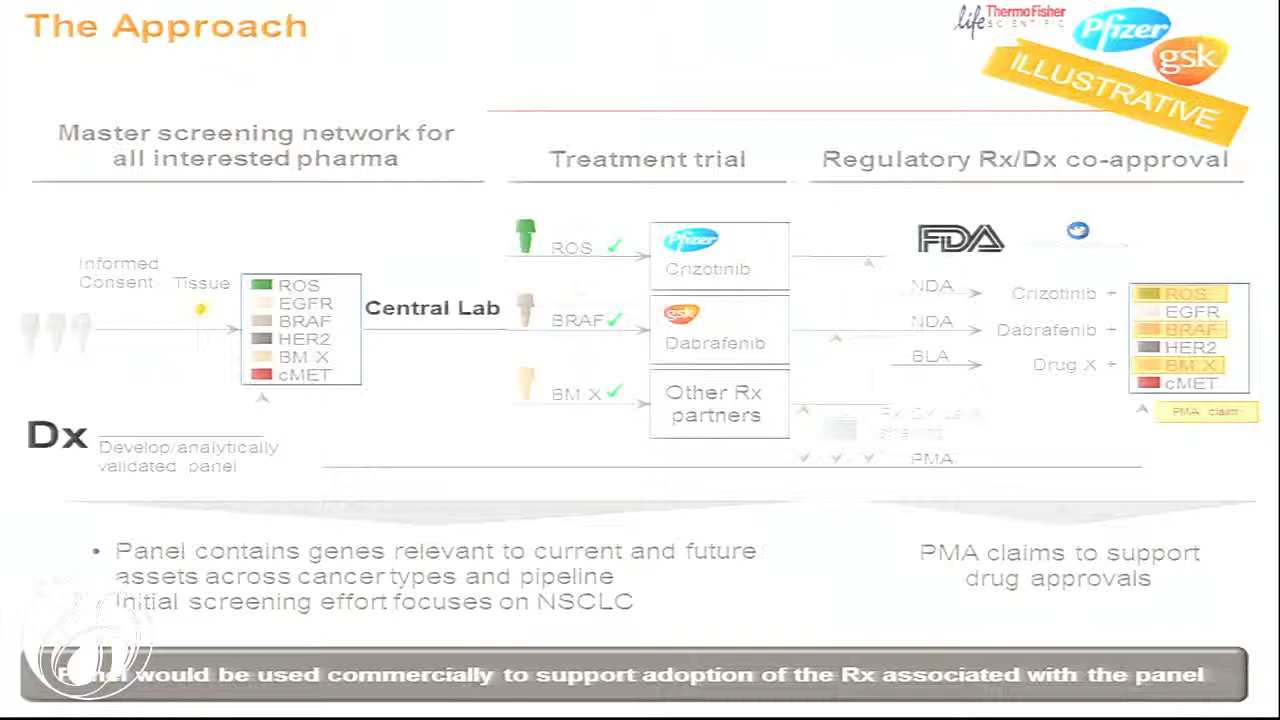 The Approach
life
ThermoFisher
SCIENTIFIC
Pfizer
gsk
ILLUSTRATIVE
Master screening network for
all interested pharma
Treatment trial
Regulatory Rx/Dx co-approval
Informed
Consent
Tissue
ROS
EGFR
BRAF
HER2
BM X
cMET
Central Lab
ROS
BRAF
BM X
Pfizer
Crizotinib
gsk
Dabrafenib
Other Rx
partners
FDA
NDA
NDA
BLA
PMA
Crizotinib +
Dabrafenib +
Drug X +
ROS
EGFR
BRAF
HER2
BM X
cMET
PMA claim
Dx
Develop/analytically
validated panel
• Panel contains genes relevant to current and future
assets across cancer types and pipeline
Initial screening effort focuses on NSCLC
PMA claims to support
drug approvals
Panel would be used commercially to support adoption of the Rx associated with the panel